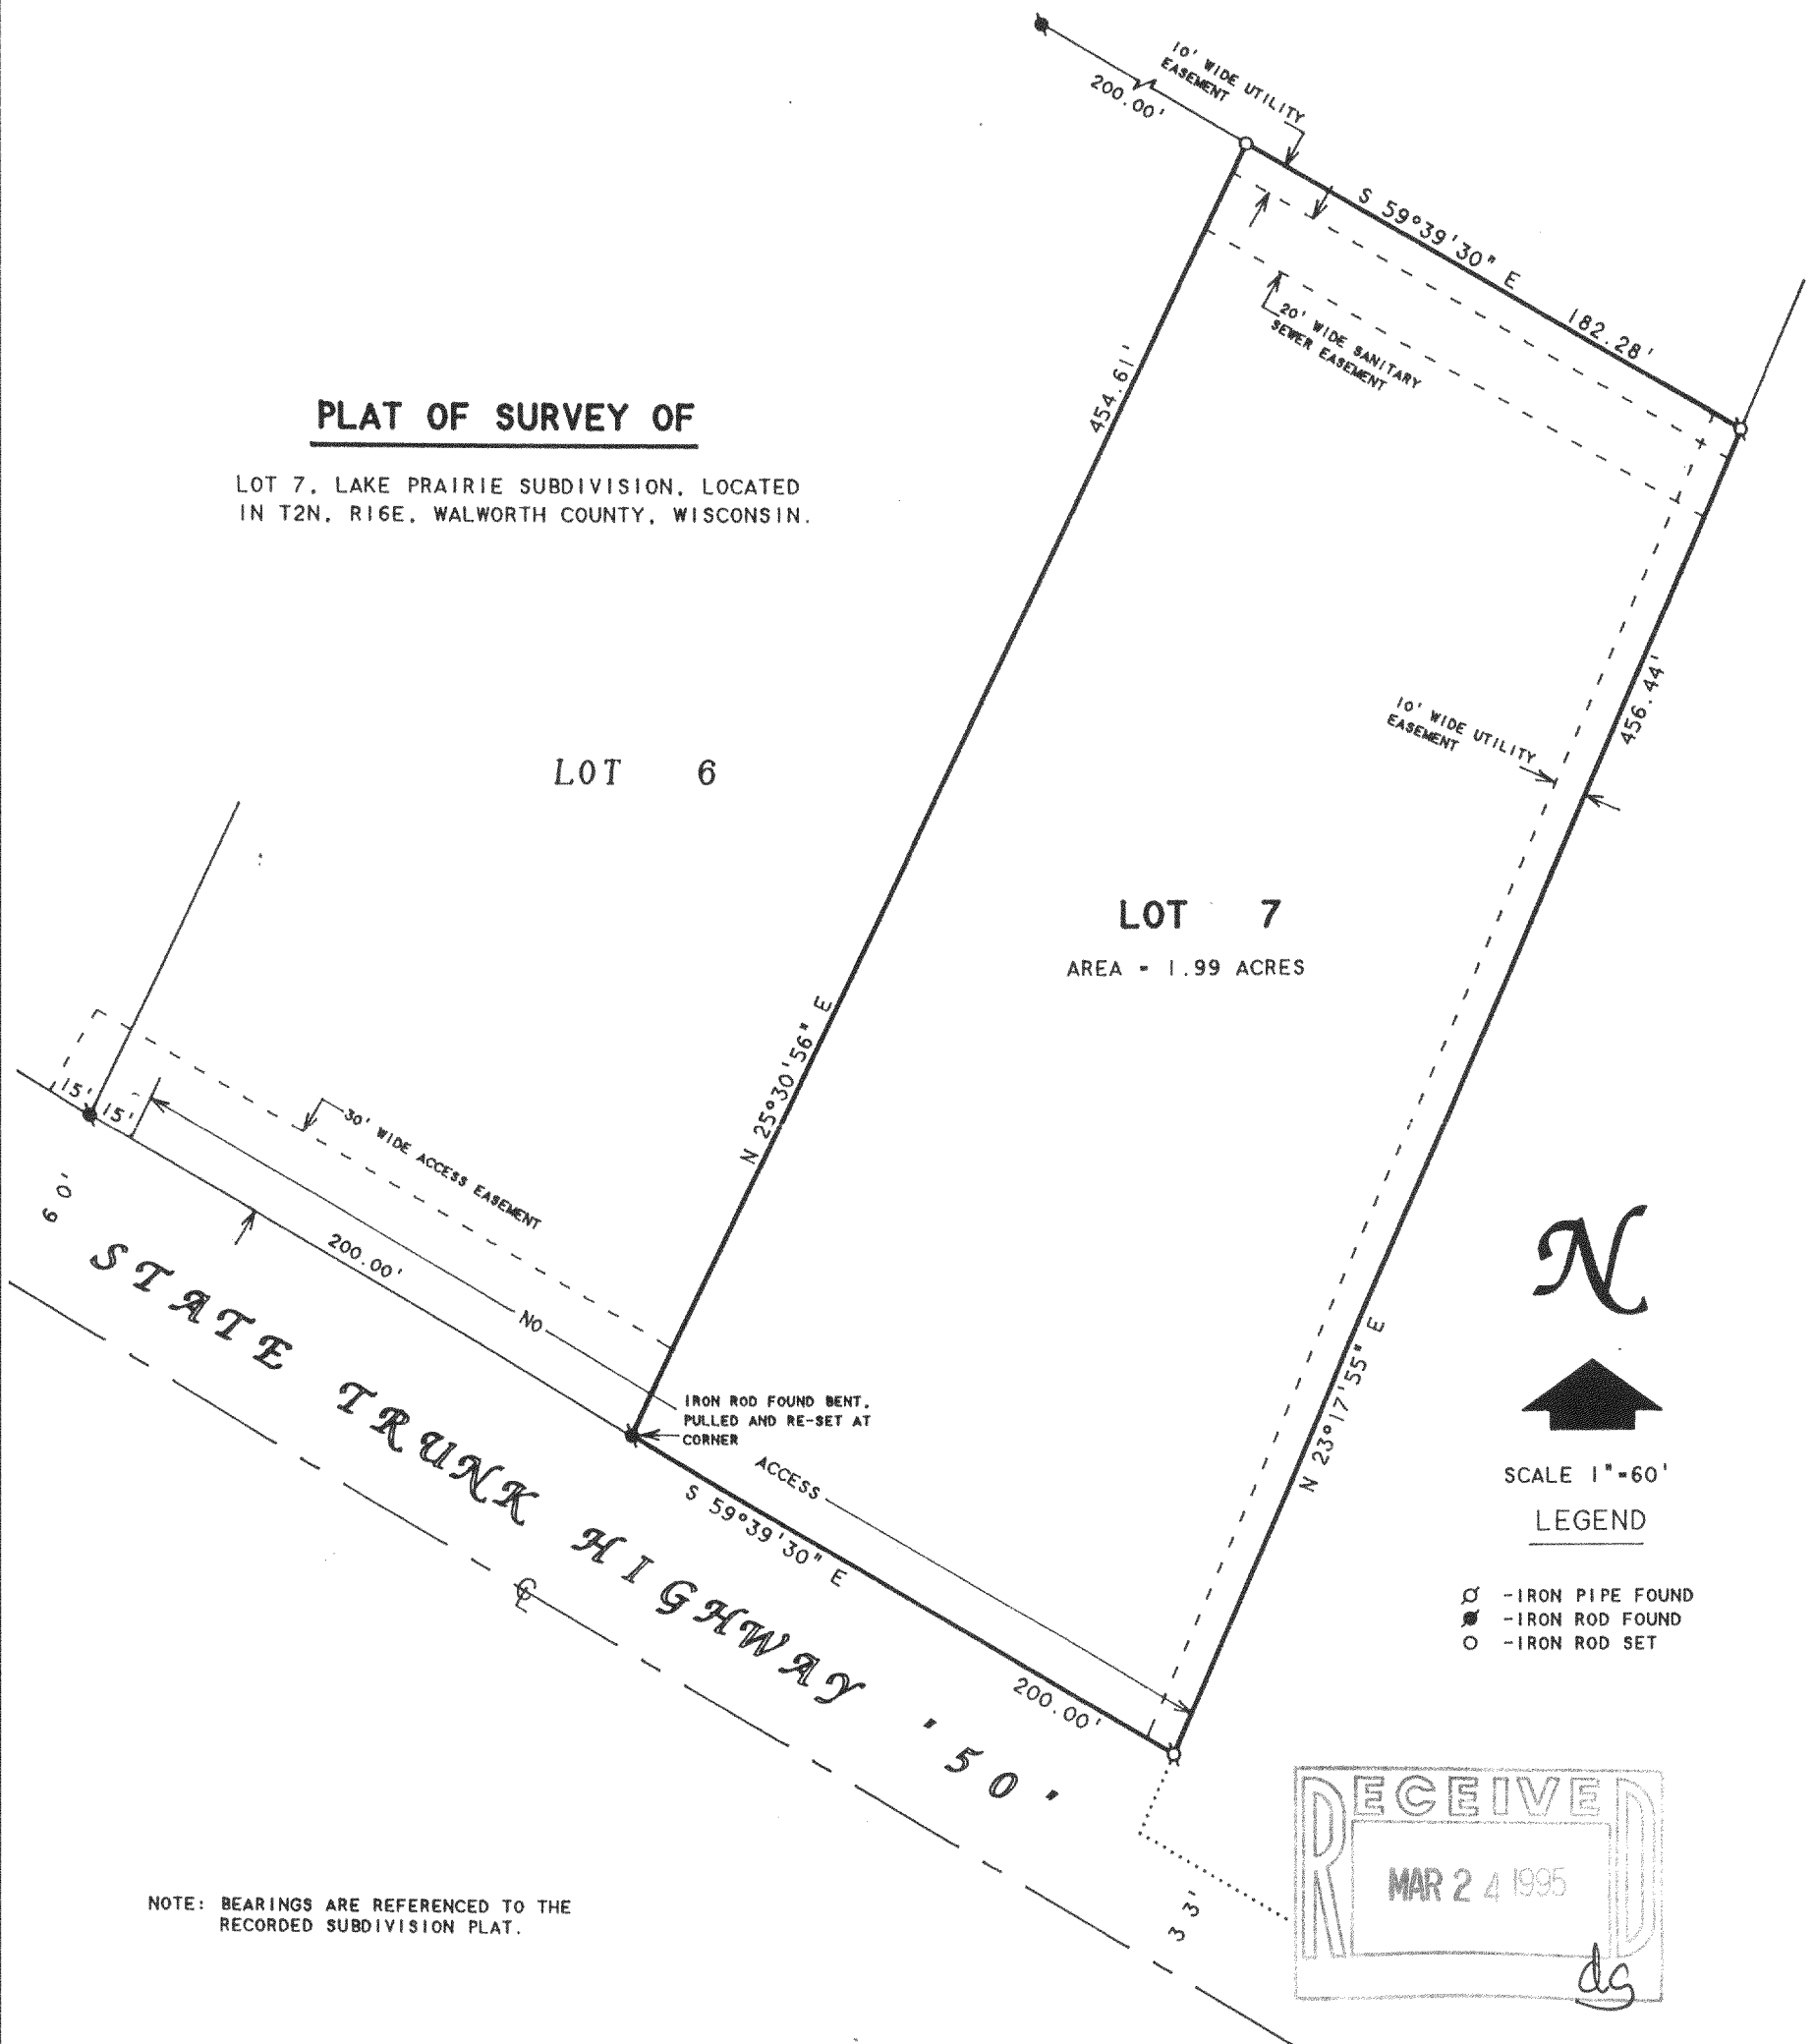 10' WIDE UTILITY
EASEMENT
200.00'
S 59°39'30" E
182.28'
20' WIDE SANITARY
SEWER EASEMENT
454.61'
PLAT OF SURVEY OF
LOT 7, LAKE PRAIRIE SUBDIVISION, LOCATED
IN T2N, R16E, WALWORTH COUNTY, WISCONSIN.
10' WIDE UTILITY
EASEMENT
456.44'
LOT 6
LOT 7
AREA = 1.99 ACRES
N 25°30'56" E
15'
15'
30' WIDE ACCESS EASEMENT
60'
200.00'
NO
STATE TRUNK HIGHWAY '50'
IRON ROD FOUND BENT,
PULLED AND RE-SET AT
CORNER
ACCESS
S 59°39'30" E
200.00'
N 23°17'55" E
N
SCALE 1"=60'
LEGEND
-IRON PIPE FOUND
-IRON ROD FOUND
-IRON ROD SET
CL
33'
RECEIVED
MAR 24 1995
dg
NOTE: BEARINGS ARE REFERENCED TO THE
RECORDED SUBDIVISION PLAT.